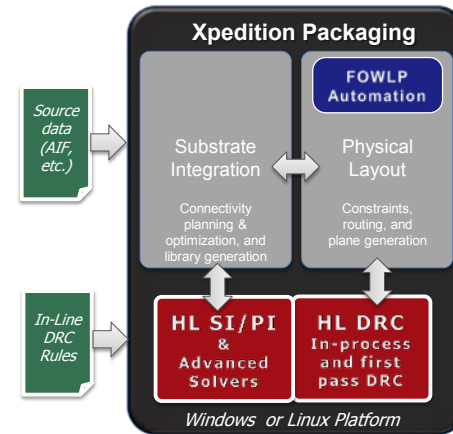 Xpedition Packaging
FOWLP
Automation
Source
data
(AIF,
etc.)
Substrate
Integration
Physical
Layout
Connectivity
planning &
optimization, and
library generation
Constraints,
routing, and
plane generation
In-Line
DRC
Rules
HL SI/PI
&
Advanced
Solvers
HL DRC
In-process
and first
pass DRC
Windows or Linux Platform